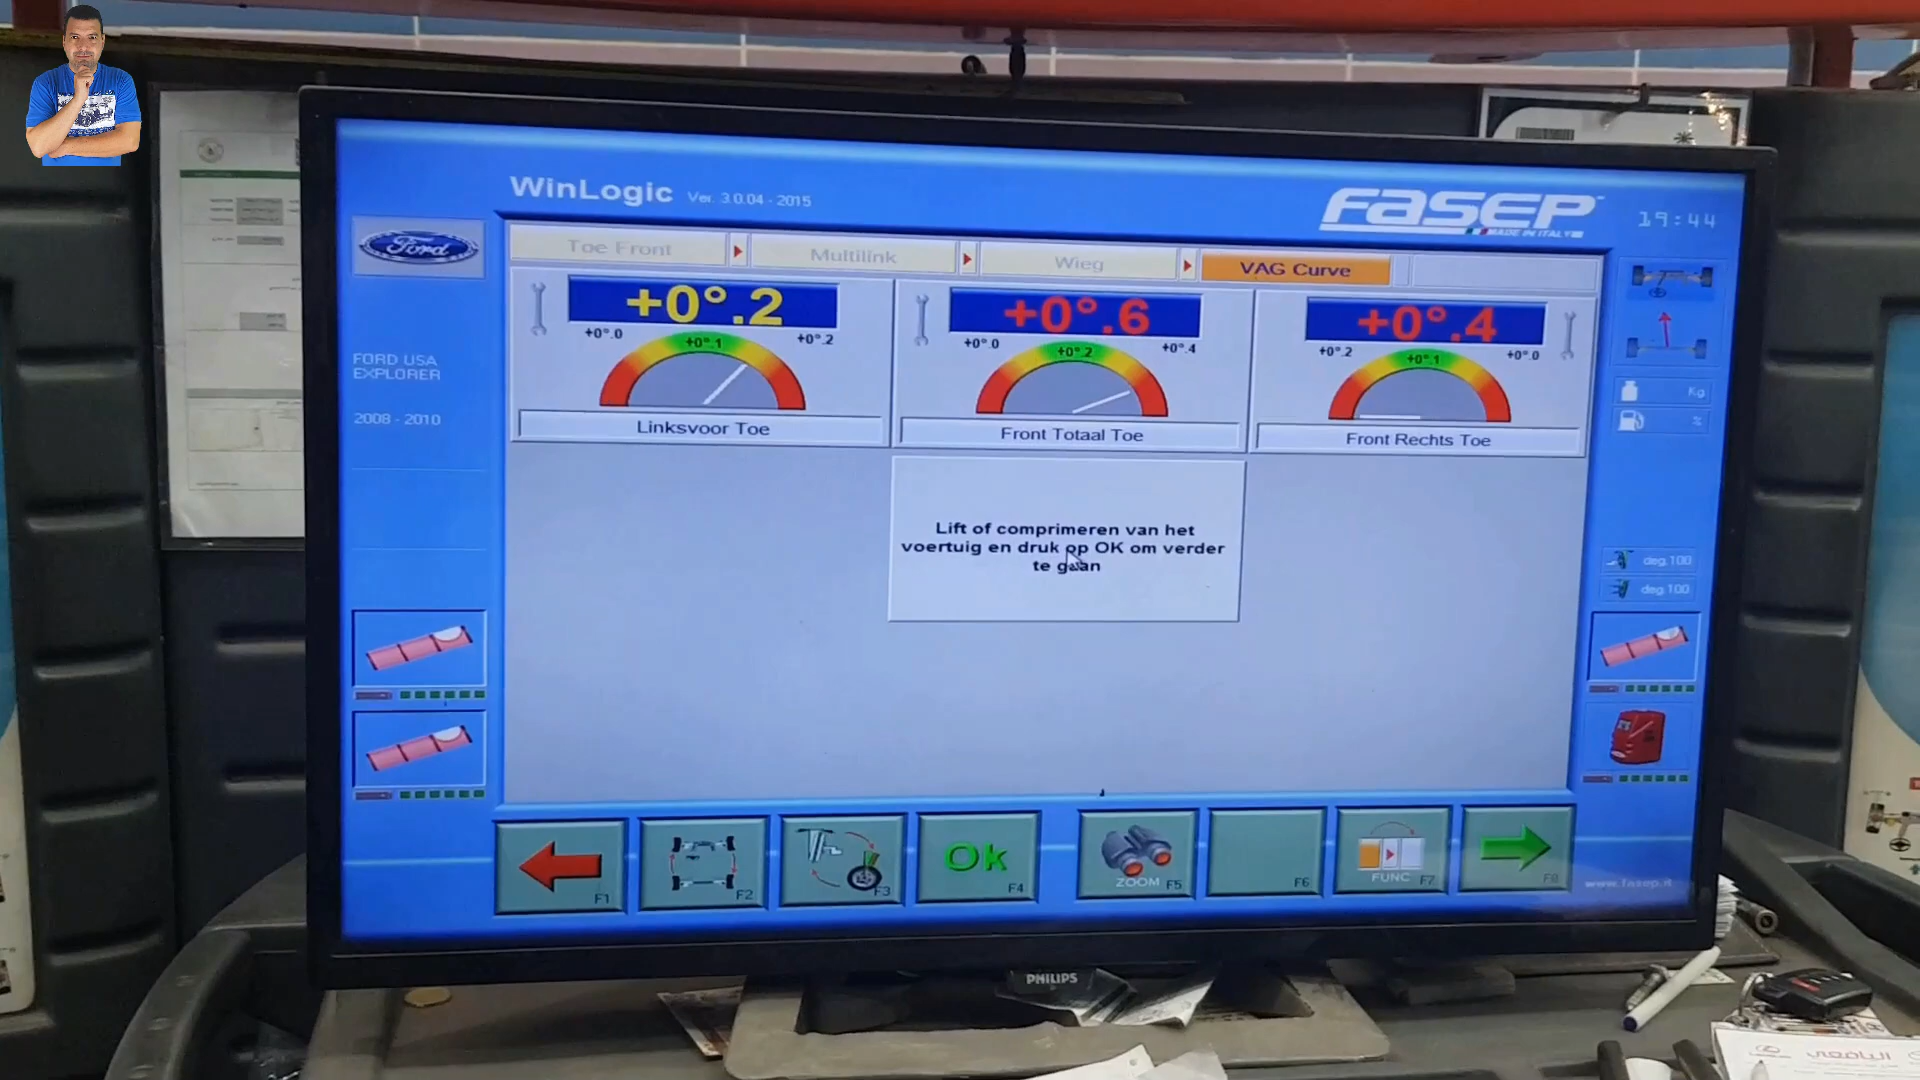 WinLogic Ver. 3.0.04 - 2015
FASEP
MADE IN ITALY
19:44
Ford
Toe Front
Multilink
Wieg
VAG Curve
+0°.2
+0°.0
+0°.1
+0°.2
Linksvoor Toe
+0°.6
+0°.0
+0°.2
+0°.4
Front Totaal Toe
+0°.4
+0°.2
+0°.1
+0°.0
Front Rechts Toe
FORD USA
EXPLORER
2008 - 2010
Kg
%
deg.100
deg.100
Lift of comprimeren van het
voertuig en druk op OK om verder
te gaan
F1
F2
F3
Ok
F4
ZOOM F5
F6
FUNC F7
F8
www.fasep.it
PHILIPS